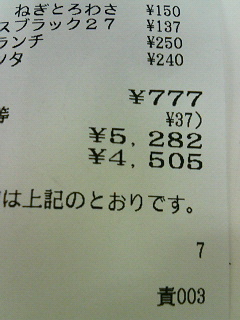 ねぎとろわさ ¥150
スブラック27 ¥137
ランチ ¥250
ッタ ¥240
¥777
等 ¥37)
¥5,282
¥4,505
は上記のとおりです。
7
責003